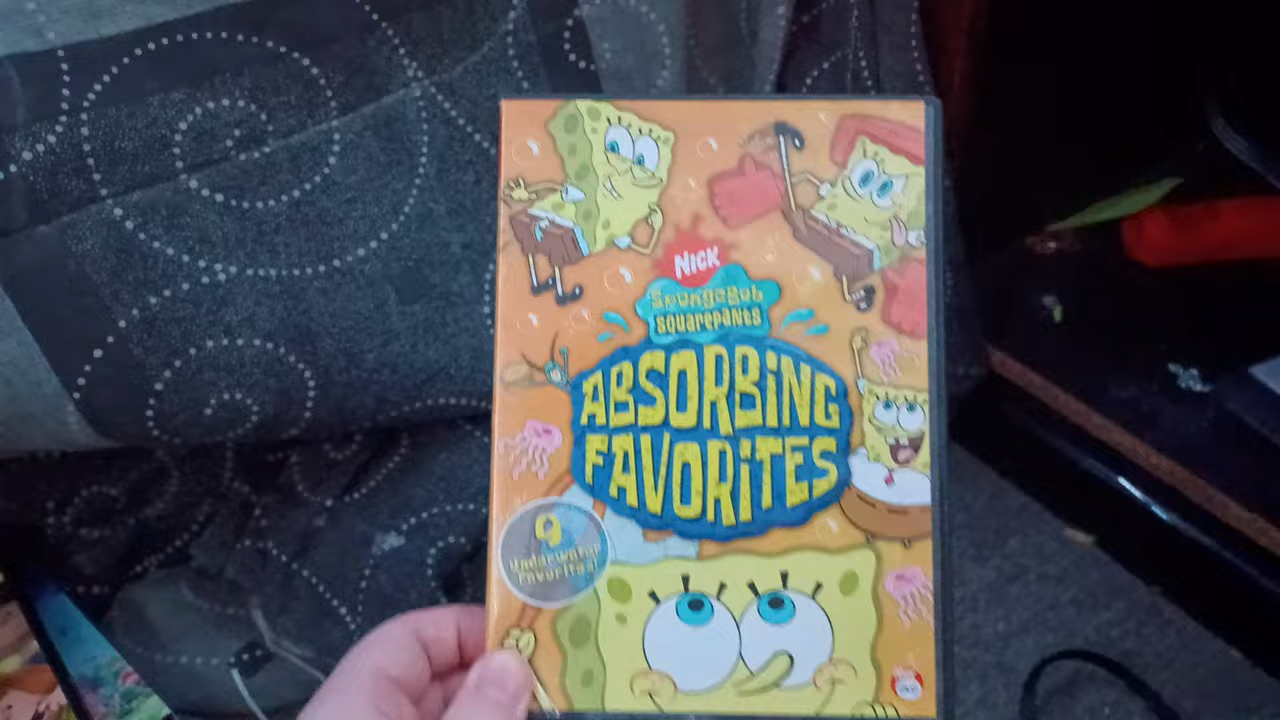 NICK
SpongeBob
SQUAREPANTS
ABSORBiNG
FAVORiTES
9
Underwater
Favorites!